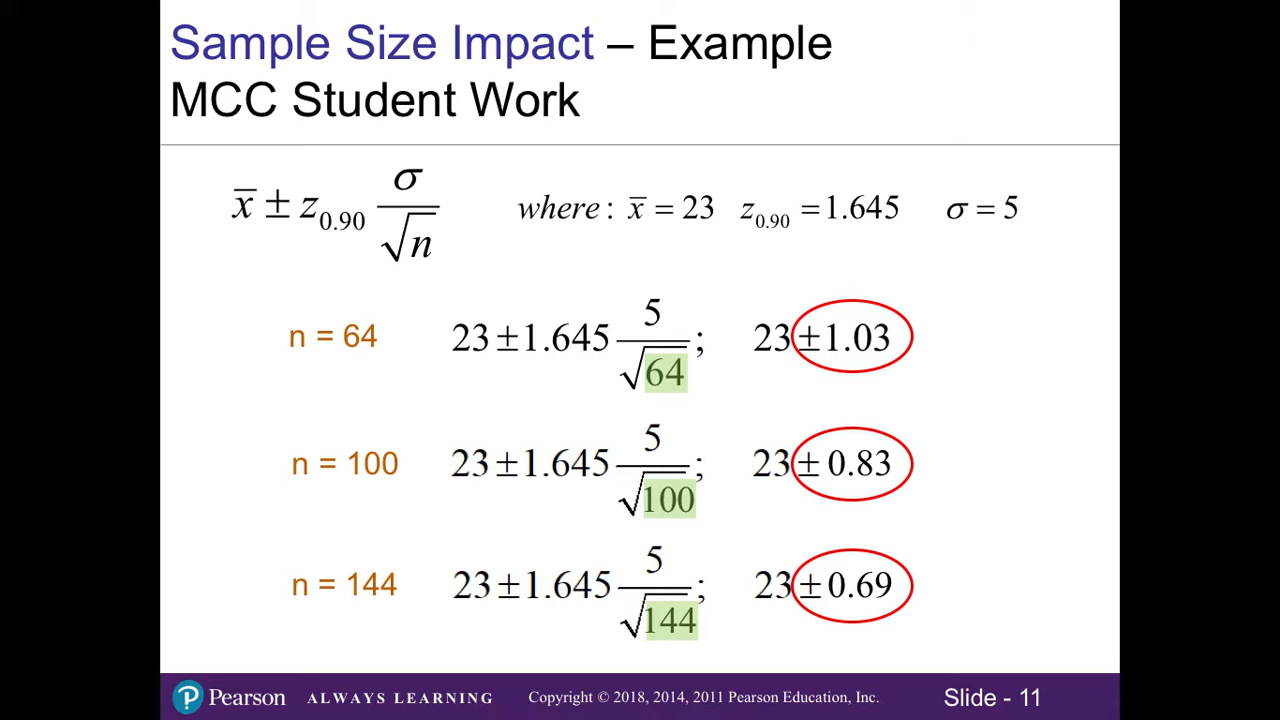 Sample Size Impact – Example
MCC Student Work
x̄ ± z₀.₉₀ σ/√n where: x̄ = 23 z₀.₉₀ = 1.645 σ = 5
n = 64 23 ± 1.645 5/√64; 23 ± 1.03
n = 100 23 ± 1.645 5/√100; 23 ± 0.83
n = 144 23 ± 1.645 5/√144; 23 ± 0.69
P Pearson ALWAYS LEARNING Copyright © 2018, 2014, 2011 Pearson Education, Inc. Slide - 11